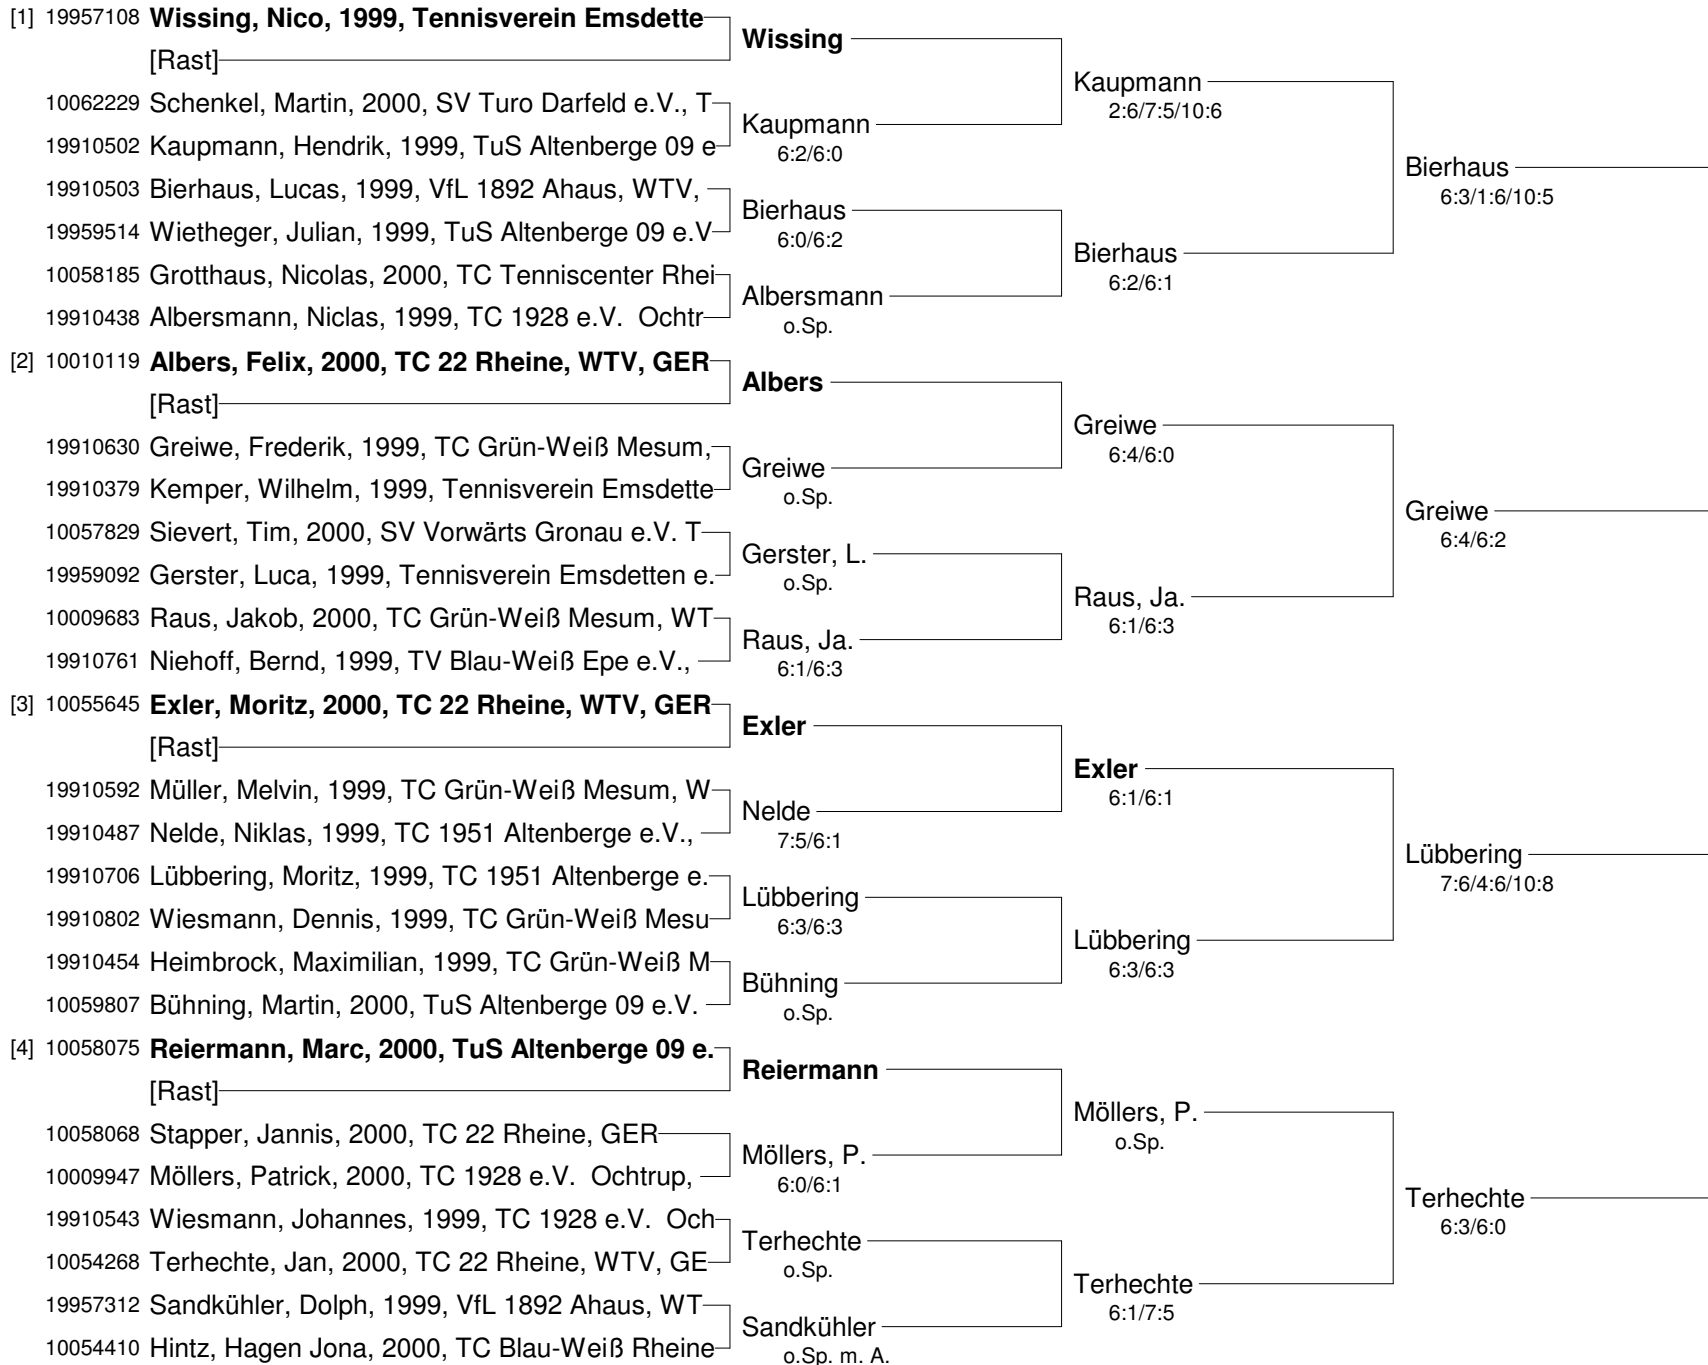 [1] 19957108 Wissing, Nico, 1999, Tennisverein Emsdette
Wissing
[Rast]
Kaupmann
2:6/7:5/10:6
10062229 Schenkel, Martin, 2000, SV Turo Darfeld e.V., T
Kaupmann
6:2/6:0
19910502 Kaupmann, Hendrik, 1999, TuS Altenberge 09 e
Bierhaus
6:3/1:6/10:5
19910503 Bierhaus, Lucas, 1999, VfL 1892 Ahaus, WTV,
Bierhaus
6:0/6:2
19959514 Wietheger, Julian, 1999, TuS Altenberge 09 e.V
Bierhaus
6:2/6:1
10058185 Grotthaus, Nicolas, 2000, TC Tenniscenter Rhei
Albersmann
o.Sp.
19910438 Albersmann, Niclas, 1999, TC 1928 e.V. Ochtr
[2] 10010119 Albers, Felix, 2000, TC 22 Rheine, WTV, GER
Albers
[Rast]
Greiwe
6:4/6:0
19910630 Greiwe, Frederik, 1999, TC Grün-Weiß Mesum,
Greiwe
o.Sp.
19910379 Kemper, Wilhelm, 1999, Tennisverein Emsdette
Greiwe
6:4/6:2
10057829 Sievert, Tim, 2000, SV Vorwärts Gronau e.V. T
Gerster, L.
o.Sp.
19959092 Gerster, Luca, 1999, Tennisverein Emsdetten e.
Raus, Ja.
6:1/6:3
10009683 Raus, Jakob, 2000, TC Grün-Weiß Mesum, WT
Raus, Ja.
6:1/6:3
19910761 Niehoff, Bernd, 1999, TV Blau-Weiß Epe e.V.,
[3] 10055645 Exler, Moritz, 2000, TC 22 Rheine, WTV, GER
Exler
[Rast]
Exler
6:1/6:1
19910592 Müller, Melvin, 1999, TC Grün-Weiß Mesum, W
Nelde
7:5/6:1
19910487 Nelde, Niklas, 1999, TC 1951 Altenberge e.V.,
Lübbering
7:6/4:6/10:8
19910706 Lübbering, Moritz, 1999, TC 1951 Altenberge e.
Lübbering
6:3/6:3
19910802 Wiesmann, Dennis, 1999, TC Grün-Weiß Mesu
Lübbering
6:3/6:3
19910454 Heimbrock, Maximilian, 1999, TC Grün-Weiß M
Bühning
o.Sp.
10059807 Bühning, Martin, 2000, TuS Altenberge 09 e.V.
[4] 10058075 Reiermann, Marc, 2000, TuS Altenberge 09 e.
Reiermann
[Rast]
Möllers, P.
o.Sp.
10058068 Stapper, Jannis, 2000, TC 22 Rheine, GER
Möllers, P.
6:0/6:1
10009947 Möllers, Patrick, 2000, TC 1928 e.V. Ochtrup,
Terhechte
6:3/6:0
19910543 Wiesmann, Johannes, 1999, TC 1928 e.V. Och
Terhechte
o.Sp.
10054268 Terhechte, Jan, 2000, TC 22 Rheine, WTV, GE
Terhechte
6:1/7:5
19957312 Sandkühler, Dolph, 1999, VfL 1892 Ahaus, WT
Sandkühler
o.Sp. m. A.
10054410 Hintz, Hagen Jona, 2000, TC Blau-Weiß Rheine